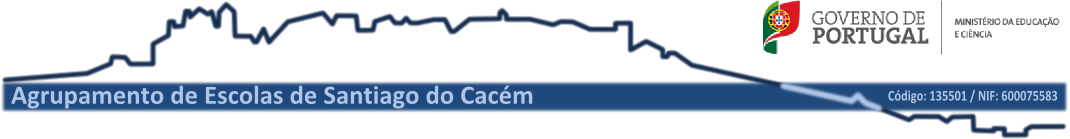 GOVERNO DE
PORTUGAL
MINISTÉRIO DA EDUCAÇÃO
E CIÊNCIA
Agrupamento de Escolas de Santiago do Cacém
Código: 135501 / NIF: 600075583